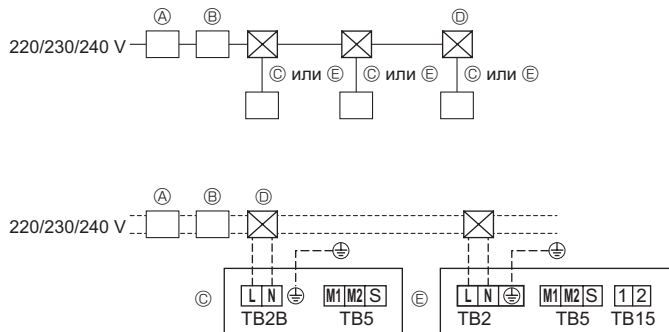 Ⓐ Ⓑ Ⓓ
220/230/240 V
Ⓒ или Ⓔ Ⓒ или Ⓔ Ⓒ или Ⓔ
Ⓐ Ⓑ Ⓓ
220/230/240 V
Ⓒ L N M1 M2 S Ⓔ L N M1 M2 S 1 2
TB2B TB5 TB2 TB5 TB15